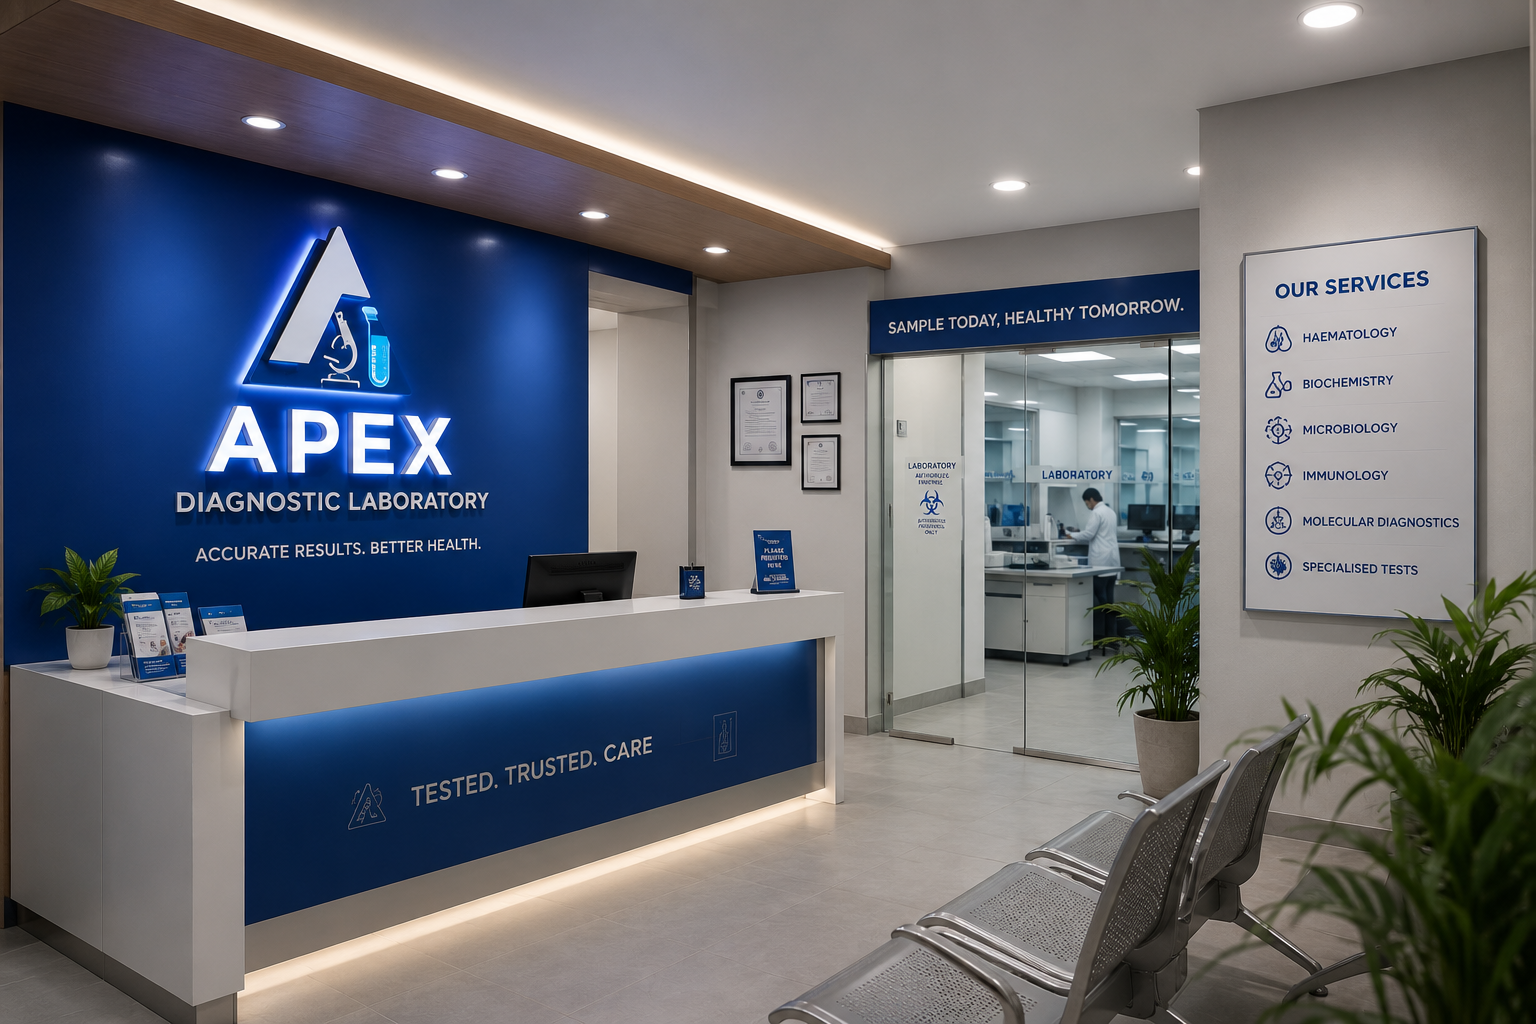 APEX
DIAGNOSTIC LABORATORY
ACCURATE RESULTS. BETTER HEALTH.
TESTED. TRUSTED. CARE
SAMPLE TODAY, HEALTHY TOMORROW.
LABORATORY
ONLY
LABORATORY
OUR SERVICES
HAEMATOLOGY
BIOCHEMISTRY
MICROBIOLOGY
IMMUNOLOGY
MOLECULAR DIAGNOSTICS
SPECIALISED TESTS